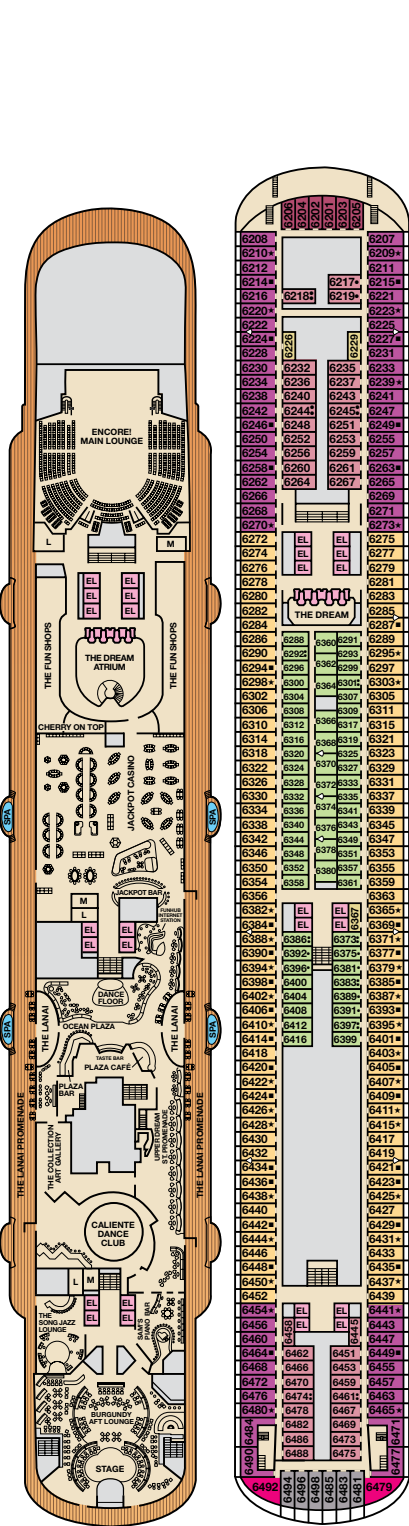 ENCORE!
MAIN LOUNGE
L
M
EL EL
EL EL
EL EL
THE FUN SHOPS
THE FUN SHOPS
THE DREAM
ATRIUM
CHERRY ON TOP
JACKPOT CASINO
SPA
SPA
JACKPOT BAR
M
L
FUNHUB
INTERNET
STATION
EL EL
EL EL
DANCE
FLOOR
THE LANAI
THE LANAI
OCEAN PLAZA
SPA
SPA
TASTE BAR
PLAZA CAFÉ
PLAZA
BAR
THE LANAI PROMENADE
THE COLLECTION
ART GALLERY
UPPER DREAM
ST PROMENADE
THE LANAI PROMENADE
CALIENTE
DANCE
CLUB
L M
EL EL
EL EL
THE
SONG JAZZ
LOUNGE
SAM'S
PIANO BAR
BURGUNDY
AFT LOUNGE
STAGE
6206 6204 6202 6201 6203 6205
6208 6207
6210★ 6209★
6212 6211
6214■ 6217• 6215■
6216 6218 6219• 6221
6220★ 6223★
6222 6225
6224■ 6226 6229 6227■
6228 6231
6230 6232 6235 6233
6234 6236 6237 6239★
6238 6240 6243 6241
6242 6244 6245 6247
6246■ 6248 6251 6249■
6250 6252 6253 6255
6254 6256 6259 6257
6258■ 6260 6261 6263■
6262 6264 6267 6265
6266 6269
6268 6271
6270★ 6273★
6272 EL EL 6275
6274 EL EL 6277
6276 EL EL 6279
6278 6281
6280 6283
6282 THE DREAM 6285
6284 6287■
6286 6288 6360 6291 6289
6290 6292 6293 6295★
6294■ 6296 6362 6299 6297
6298★ 6300 6364 6301 6303★
6302 6304 6307 6305
6306 6308 6309 6311
6310 6312 6366 6317 6315
6314 6316 6368 6319 6321
6318 6320 6325 6323
6322 6324 6370 6327 6329
6326 6328 6372 6333 6331
6330 6332 6335 6337
6334 6336 6374 6341 6339
6338 6340 6376 6343 6345
6342 6344 6349 6347
6346 6348 6378 6351 6353
6350 6352 6380 6357 6355
6354 6358 6361 6359
6356 6363
6382★ EL EL 6367 6365★
6384 EL EL 6369
6388★ 6386 6373 6371★
6390 6392 6375 6377
6394★ 6396 6381 6379★
6398 6400 6383 6385
6402★ 6404 6389 6387★
6406 6408 6391 6393
6410★ 6412 6397 6395★
6414 6416 6399 6401
6418 6403★
6420■ 6405■
6422★ 6407★
6424■ 6409■
6426★ 6411★
6428★ 6415★
6430 6417
6432 6419
6434■ 6421■
6436 6423■
6438★ 6425★
6440 6427
6442■ 6429■
6444★ 6431★
6446 6433
6448■ 6435■
6450★ 6437★
6452 6439
6454★ EL EL 6441★
6456 6458 EL EL 6445 6443
6460 6447
6464■ 6462 6451 6449■
6468 6466 6453 6455
6472 6470 6459 6457
6476 6474 6461 6463
6480★ 6478 6467 6465★
6484 6482 6469 6471
6486 6473
6490 6488 6475 6477
6492 6494 6496 6498 6485 6483 6481 6479